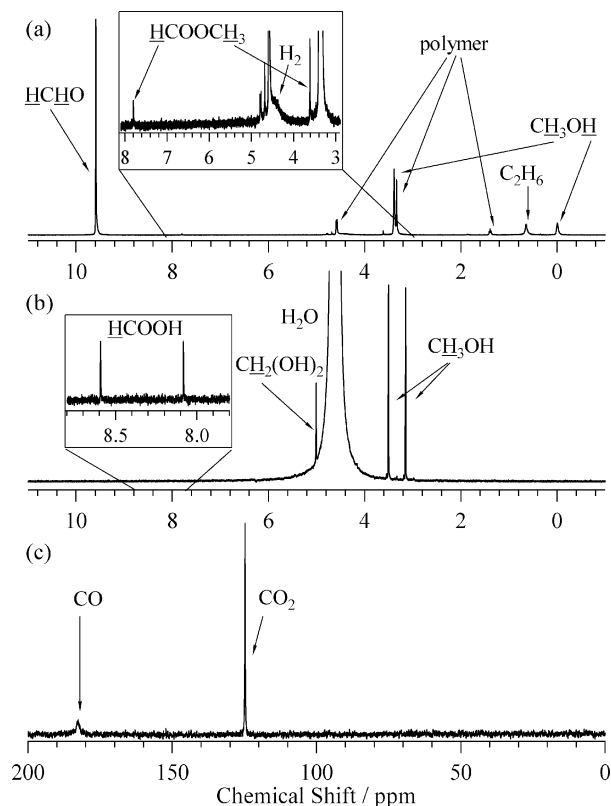 (a)
HCOOCH3
H2
HCHO
8 7 6 5 4 3
polymer
CH3OH
C2H6
10 8 6 4 2 0
(b)
HCOOH
8.5 8.0
H2O
CH2(OH)2
CH3OH
10 8 6 4 2 0
(c)
CO
CO2
200 150 100 50 0
Chemical Shift / ppm